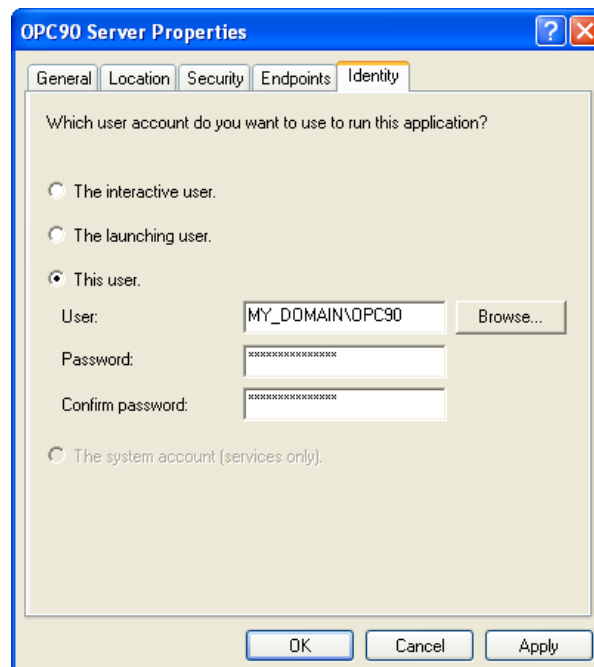 OPC90 Server Properties
General Location Security Endpoints Identity
Which user account do you want to use to run this application?
The interactive user.
The launching user.
This user.
User: MY_DOMAIN\OPC90 Browse...
Password: ***************
Confirm password: ***************
The system account (services only).
OK Cancel Apply